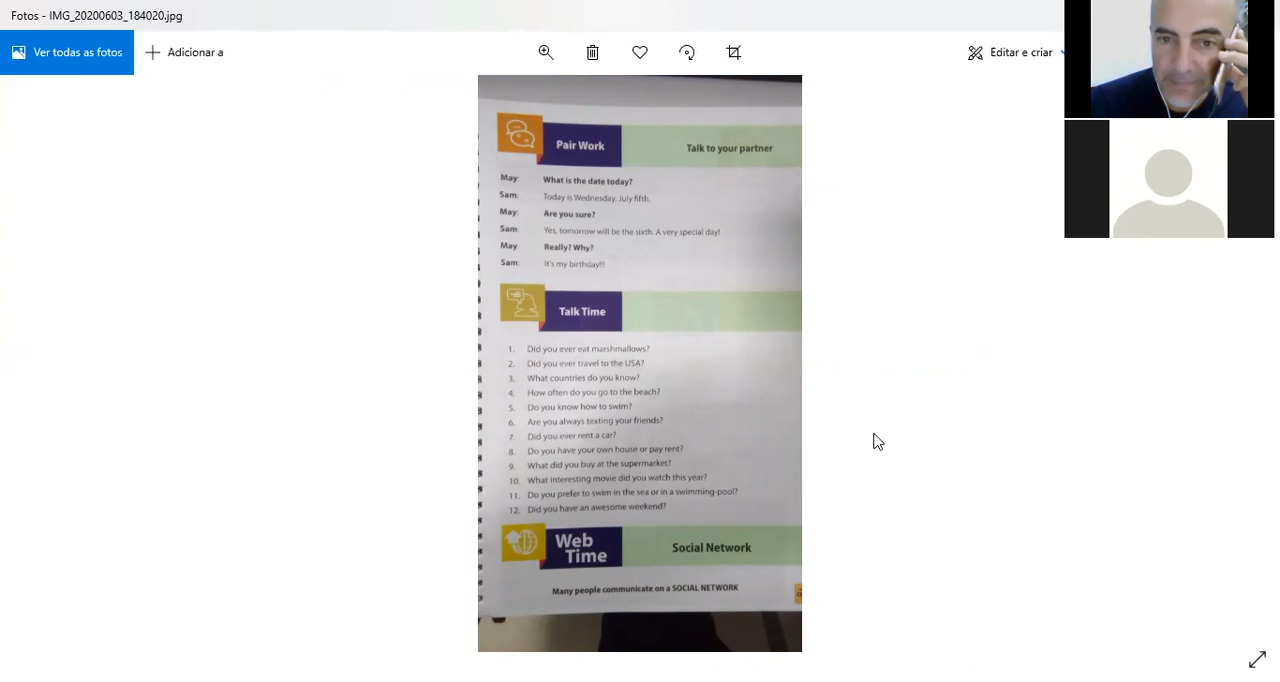 Fotos - IMG_20200603_184020.jpg
Ver todas as fotos
Adicionar a
Editar e criar
Pair Work
Talk to your partner
May: What is the date today?
Sam: Today is Wednesday, July fifth.
May: Are you sure?
Sam: Yes, tomorrow will be the sixth. A very special day!
May: Really? Why?
Sam: It's my birthday!!!
Talk Time
1. Did you ever eat marshmallows?
2. Did you ever travel to the USA?
3. What countries do you know?
4. How often do you go to the beach?
5. Do you know how to swim?
6. Are you always texting your friends?
7. Did you ever rent a car?
8. Do you have your own house or pay rent?
9. What did you buy at the supermarket?
10. What interesting movie did you watch this year?
11. Do you prefer to swim in the sea or in a swimming-pool?
12. Did you have an awesome weekend?
Web
Time
Social Network
Many people communicate on a SOCIAL NETWORK